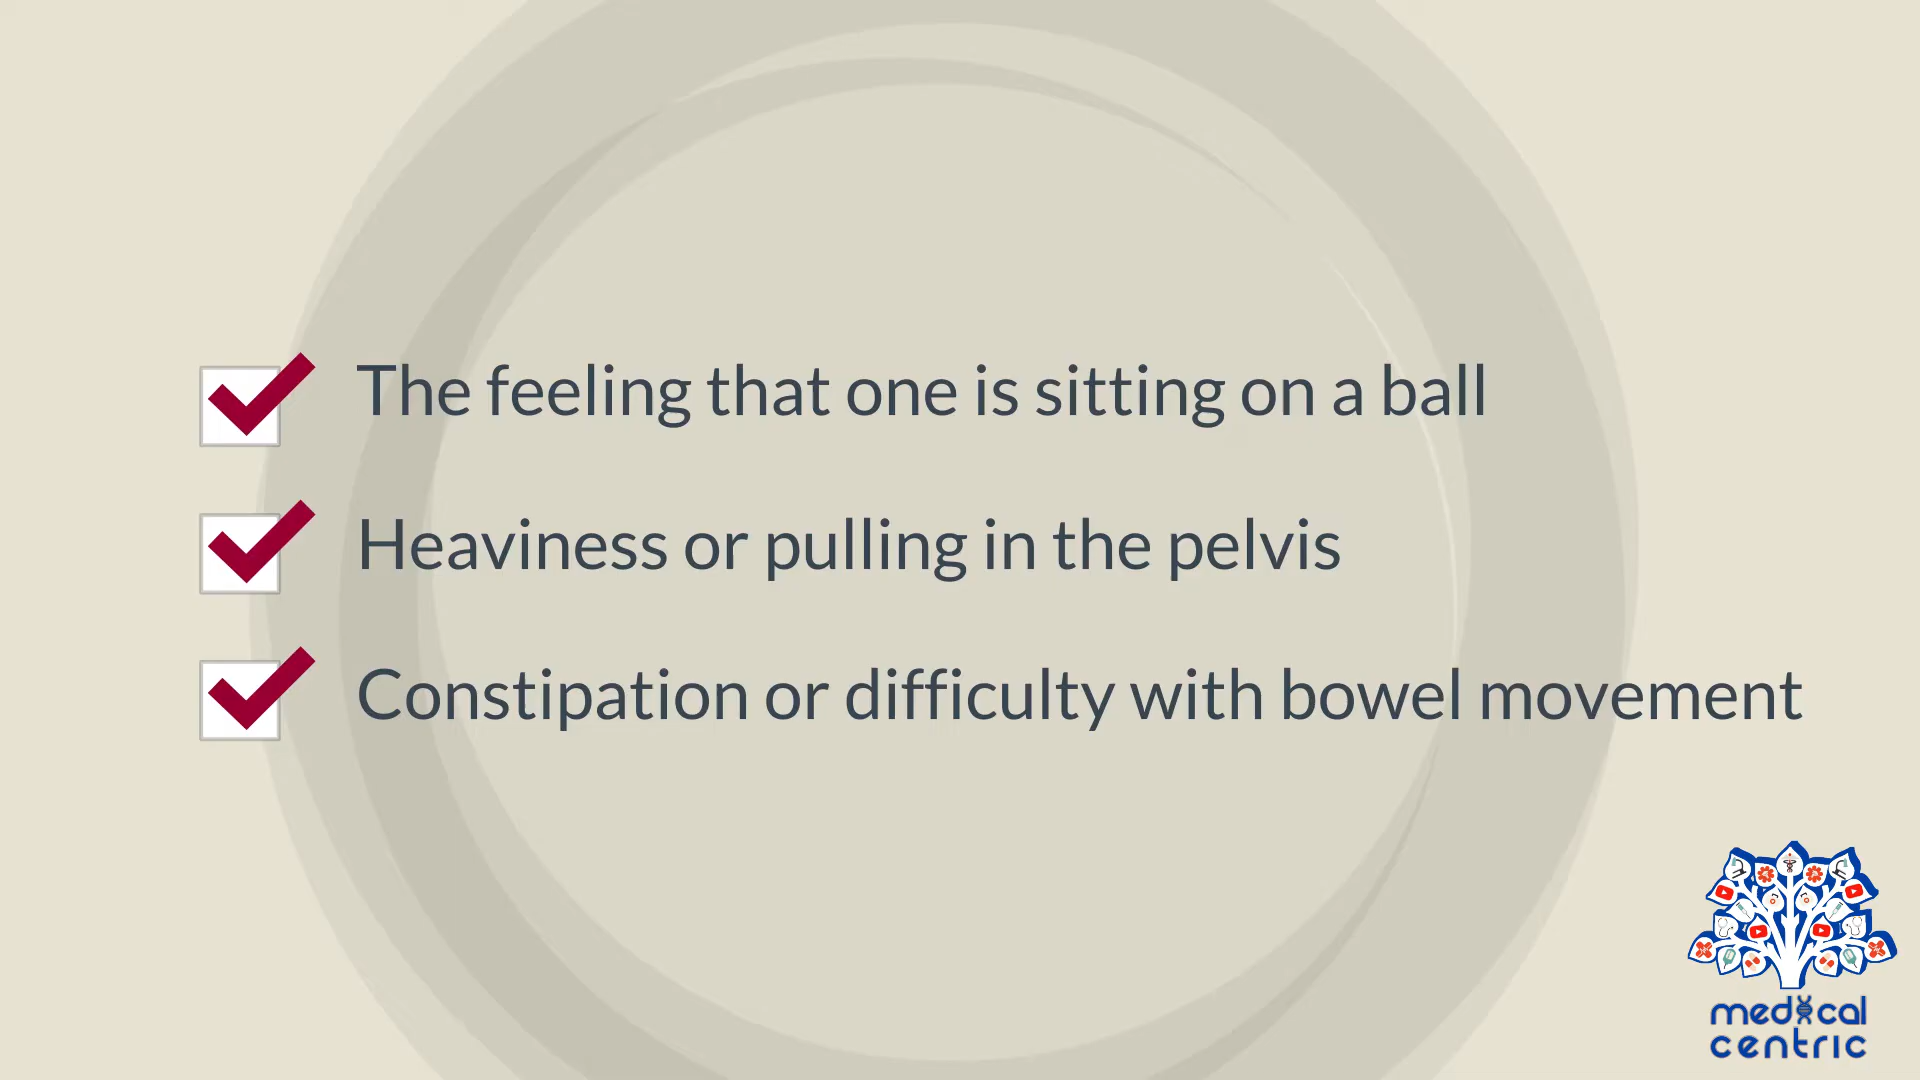 The feeling that one is sitting on a ball
Heaviness or pulling in the pelvis
Constipation or difficulty with bowel movement
medical
centric